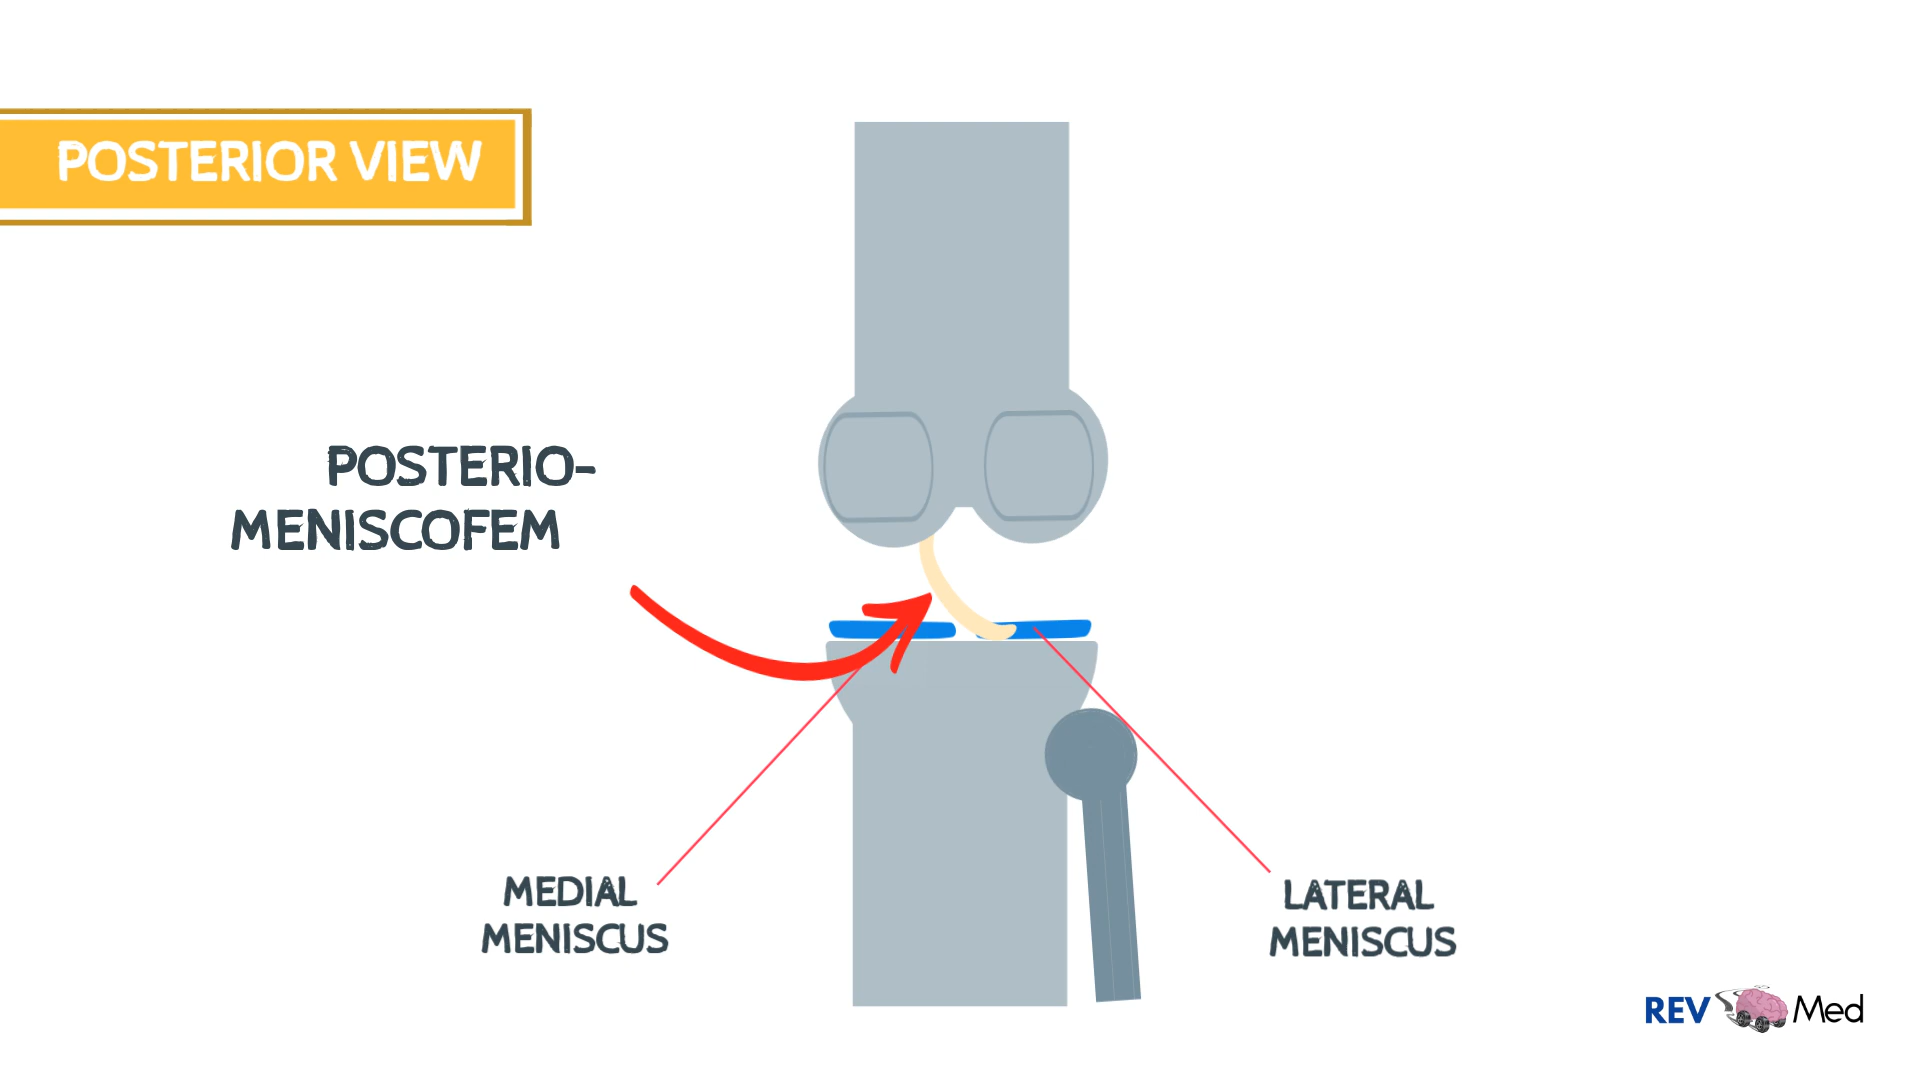 POSTERIOR VIEW
POSTERIO-
MENISCOFEM
MEDIAL
MENISCUS
LATERAL
MENISCUS
REV Med